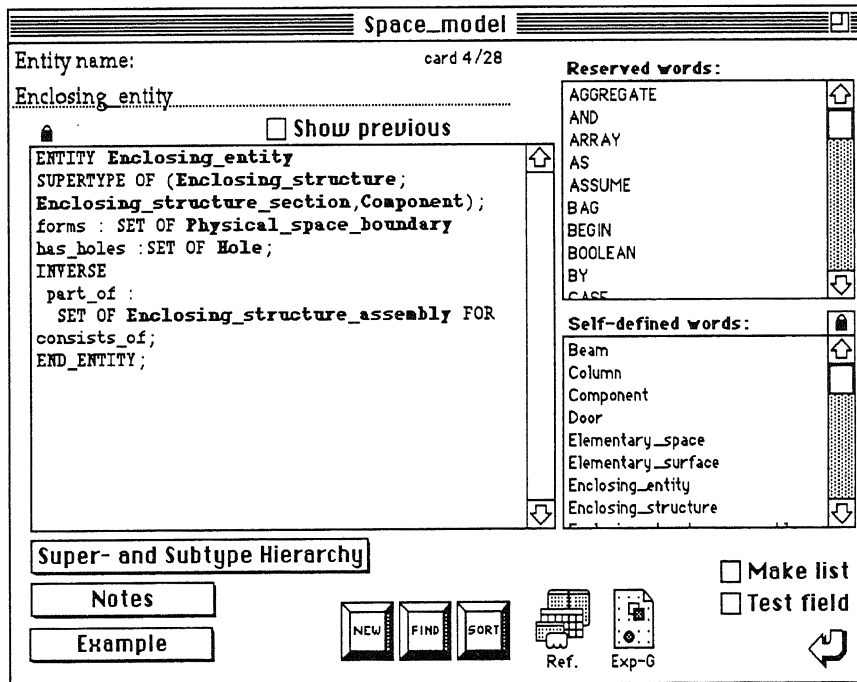 Space_model
Entity name:
card 4/28
Enclosing_entity
Show previous
ENTITY Enclosing_entity
SUPERTYPE OF (Enclosing_structure;
Enclosing_structure_section,Component);
forms : SET OF Physical_space_boundary
has_holes :SET OF Hole;
INVERSE
part_of :
SET OF Enclosing_structure_assembly FOR
consists_of;
END_ENTITY;
Reserved words:
AGGREGATE
AND
ARRAY
AS
ASSUME
BAG
BEGIN
BOOLEAN
BY
CASE
Self-defined words:
Beam
Column
Component
Door
Elementary_space
Elementary_surface
Enclosing_entity
Enclosing_structure
Super- and Subtype Hierarchy
Notes
Example
NEW
FIND
SORT
Ref.
Exp-G
Make list
Test field